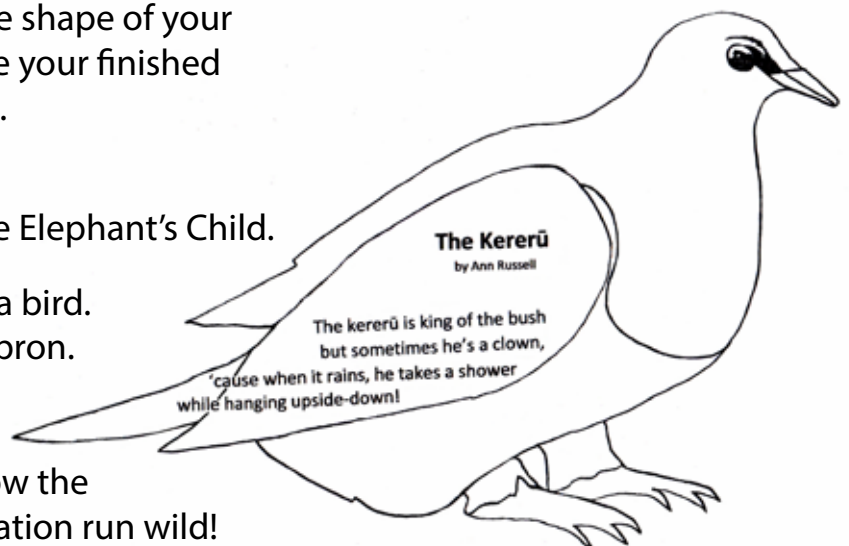 e shape of your
e your finished
.
e Elephant’s Child.
a bird.
pron.
The Kererū
by Ann Russell
The kererū is king of the bush
but sometimes he’s a clown,
’cause when it rains, he takes a shower
while hanging upside-down!
ow the
ation run wild!